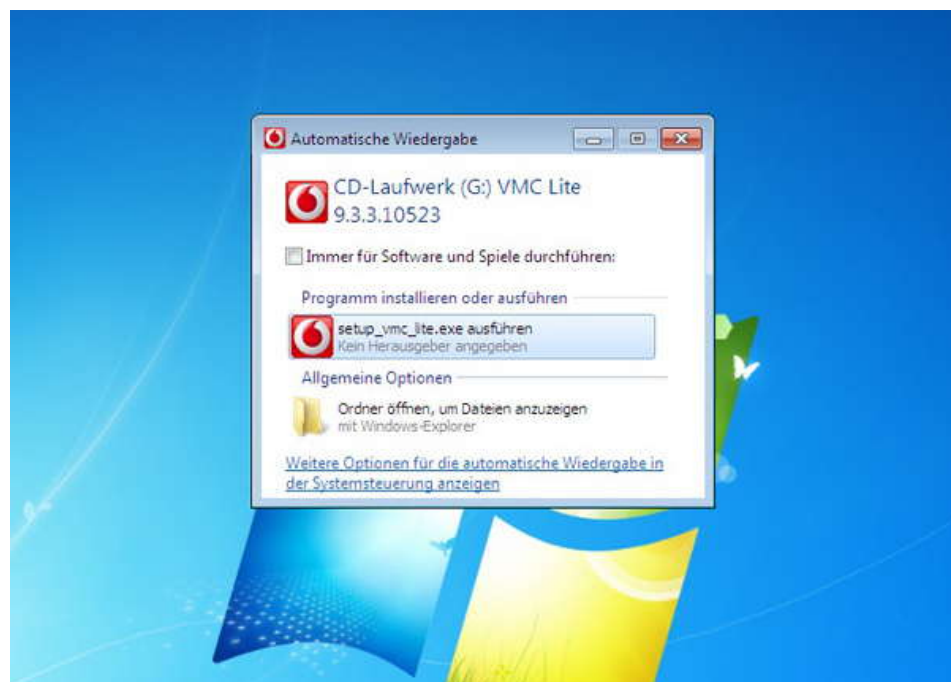 Automatische Wiedergabe
CD-Laufwerk (G:) VMC Lite
9.3.3.10523
Immer für Software und Spiele durchführen:
Programm installieren oder ausführen
setup_vmc_lite.exe ausführen
Kein Herausgeber angegeben
Allgemeine Optionen
Ordner öffnen, um Dateien anzuzeigen
mit Windows-Explorer
Weitere Optionen für die automatische Wiedergabe in
der Systemsteuerung anzeigen